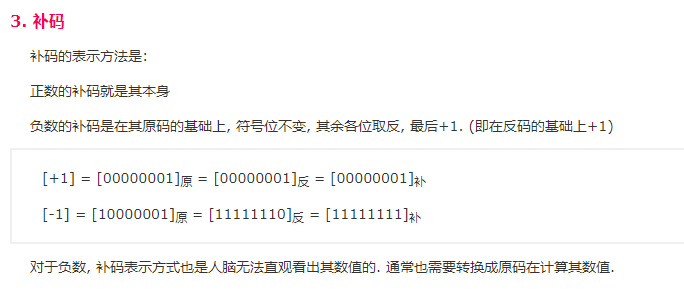 3. 补码
补码的表示方法是:
正数的补码就是其本身
负数的补码是在其原码的基础上, 符号位不变, 其余各位取反, 最后+1. (即在反码的基础上+1)
[+1] = [00000001]原 = [00000001]反 = [00000001]补
[-1] = [10000001]原 = [11111110]反 = [11111111]补
对于负数, 补码表示方式也是人脑无法直观看出其数值的. 通常也需要转换成原码在计算其数值.